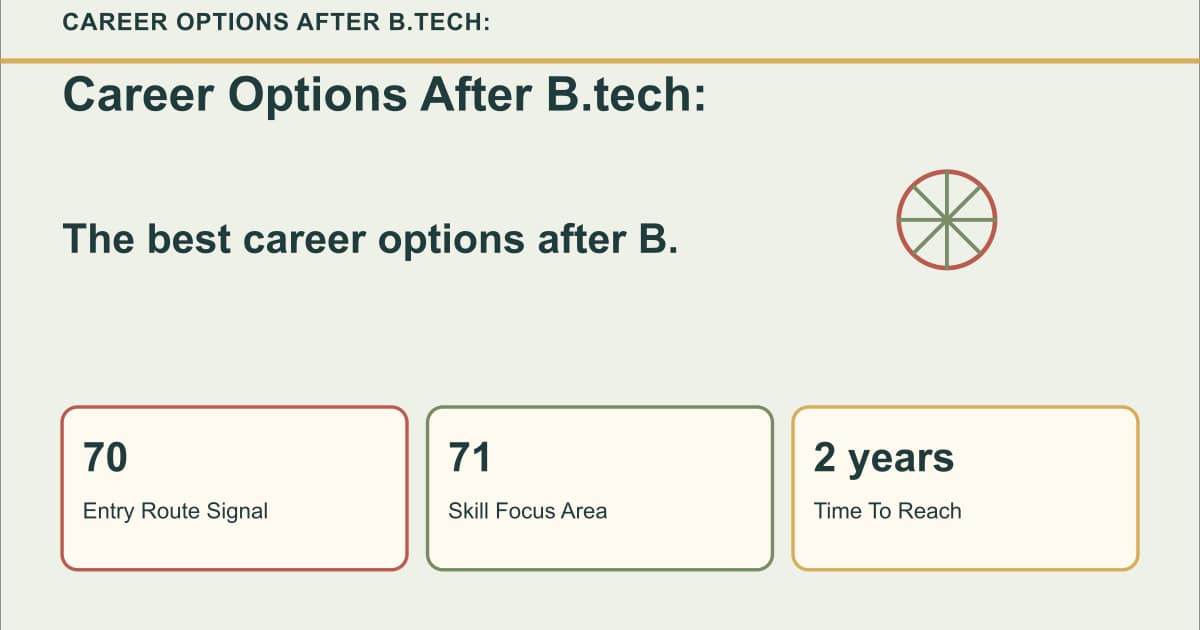 CAREER OPTIONS AFTER B.TECH:
Career Options After B.tech:
The best career options after B.
70
Entry Route Signal
71
Skill Focus Area
2 years
Time To Reach